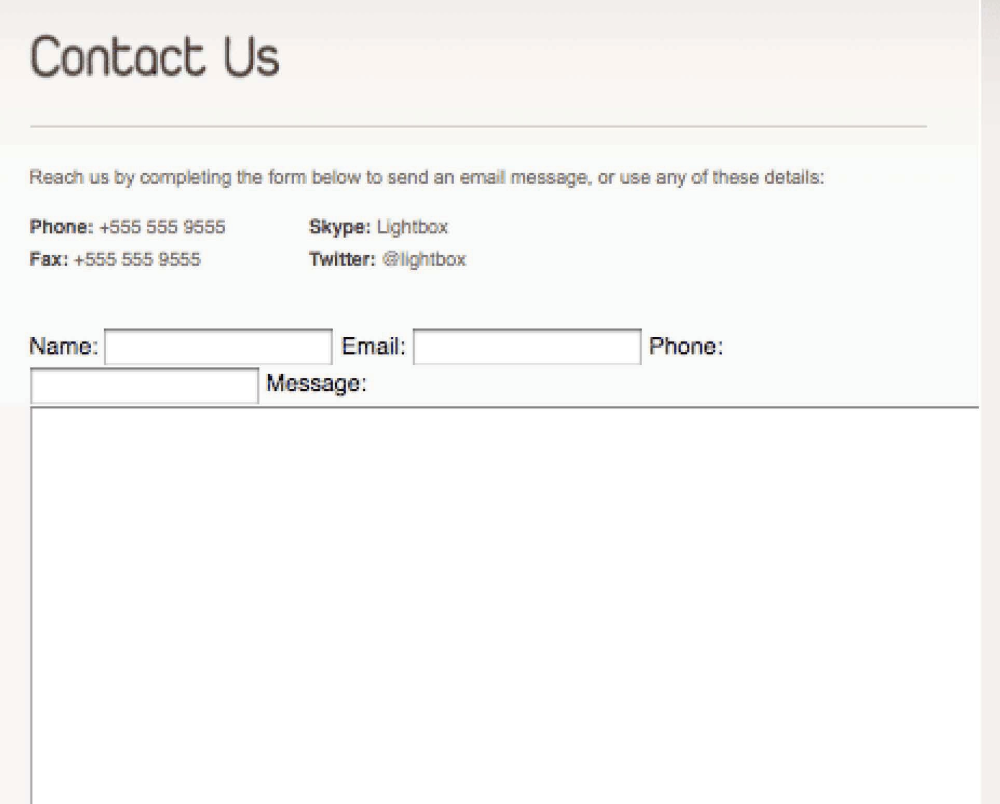 Contact Us
Reach us by completing the form below to send an email message, or use any of these details:
Phone: +555 555 9555 Skype: Lightbox
Fax: +555 555 9555 Twitter: @lightbox
Name: Email: Phone:
Message: